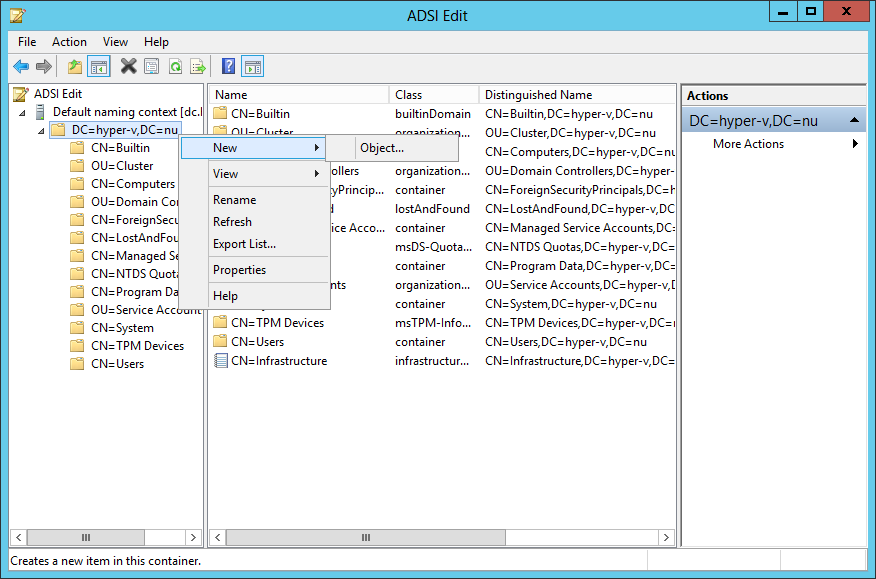 ADSI Edit
File Action View Help
ADSI Edit
Default naming context [dc.
DC=hyper-v,DC=nu
CN=Builtin
OU=Cluster
CN=Computers
OU=Domain Con
CN=ForeignSecu
CN=LostAndFou
CN=Managed Se
CN=NTDS Quota
CN=Program Da
OU=Service Account
CN=System
CN=TPM Devices
CN=Users
New
View
Rename
Refresh
Export List...
Properties
Help
Object...
Name Class Distinguished Name
CN=Builtin builtinDomain CN=Builtin,DC=hyper-v,DC=nu
OU=Cluster organization... OU=Cluster,DC=hyper-v,DC=nu
CN=Computers,DC=hyper-v,DC=nu
llers organization... OU=Domain Controllers,DC=hyper-v,D
yPrincip... container CN=ForeignSecurityPrincipals,DC=hyp
d lostAndFound CN=LostAndFound,DC=hyper-v,DC=nu
ice Acco... container CN=Managed Service Accounts,DC=
msDS-Quota... CN=NTDS Quotas,DC=hyper-v,DC=nu
container CN=Program Data,DC=hyper-v,DC=nu
nts organization... OU=Service Accounts,DC=hyper-v,D
CN=System container CN=System,DC=hyper-v,DC=nu
CN=TPM Devices msTPM-Info... CN=TPM Devices,DC=hyper-v,DC=nu
CN=Users container CN=Users,DC=hyper-v,DC=nu
CN=Infrastructure infrastructur... CN=Infrastructure,DC=hyper-v,DC=
Actions
DC=hyper-v,DC=nu
More Actions
Creates a new item in this container.